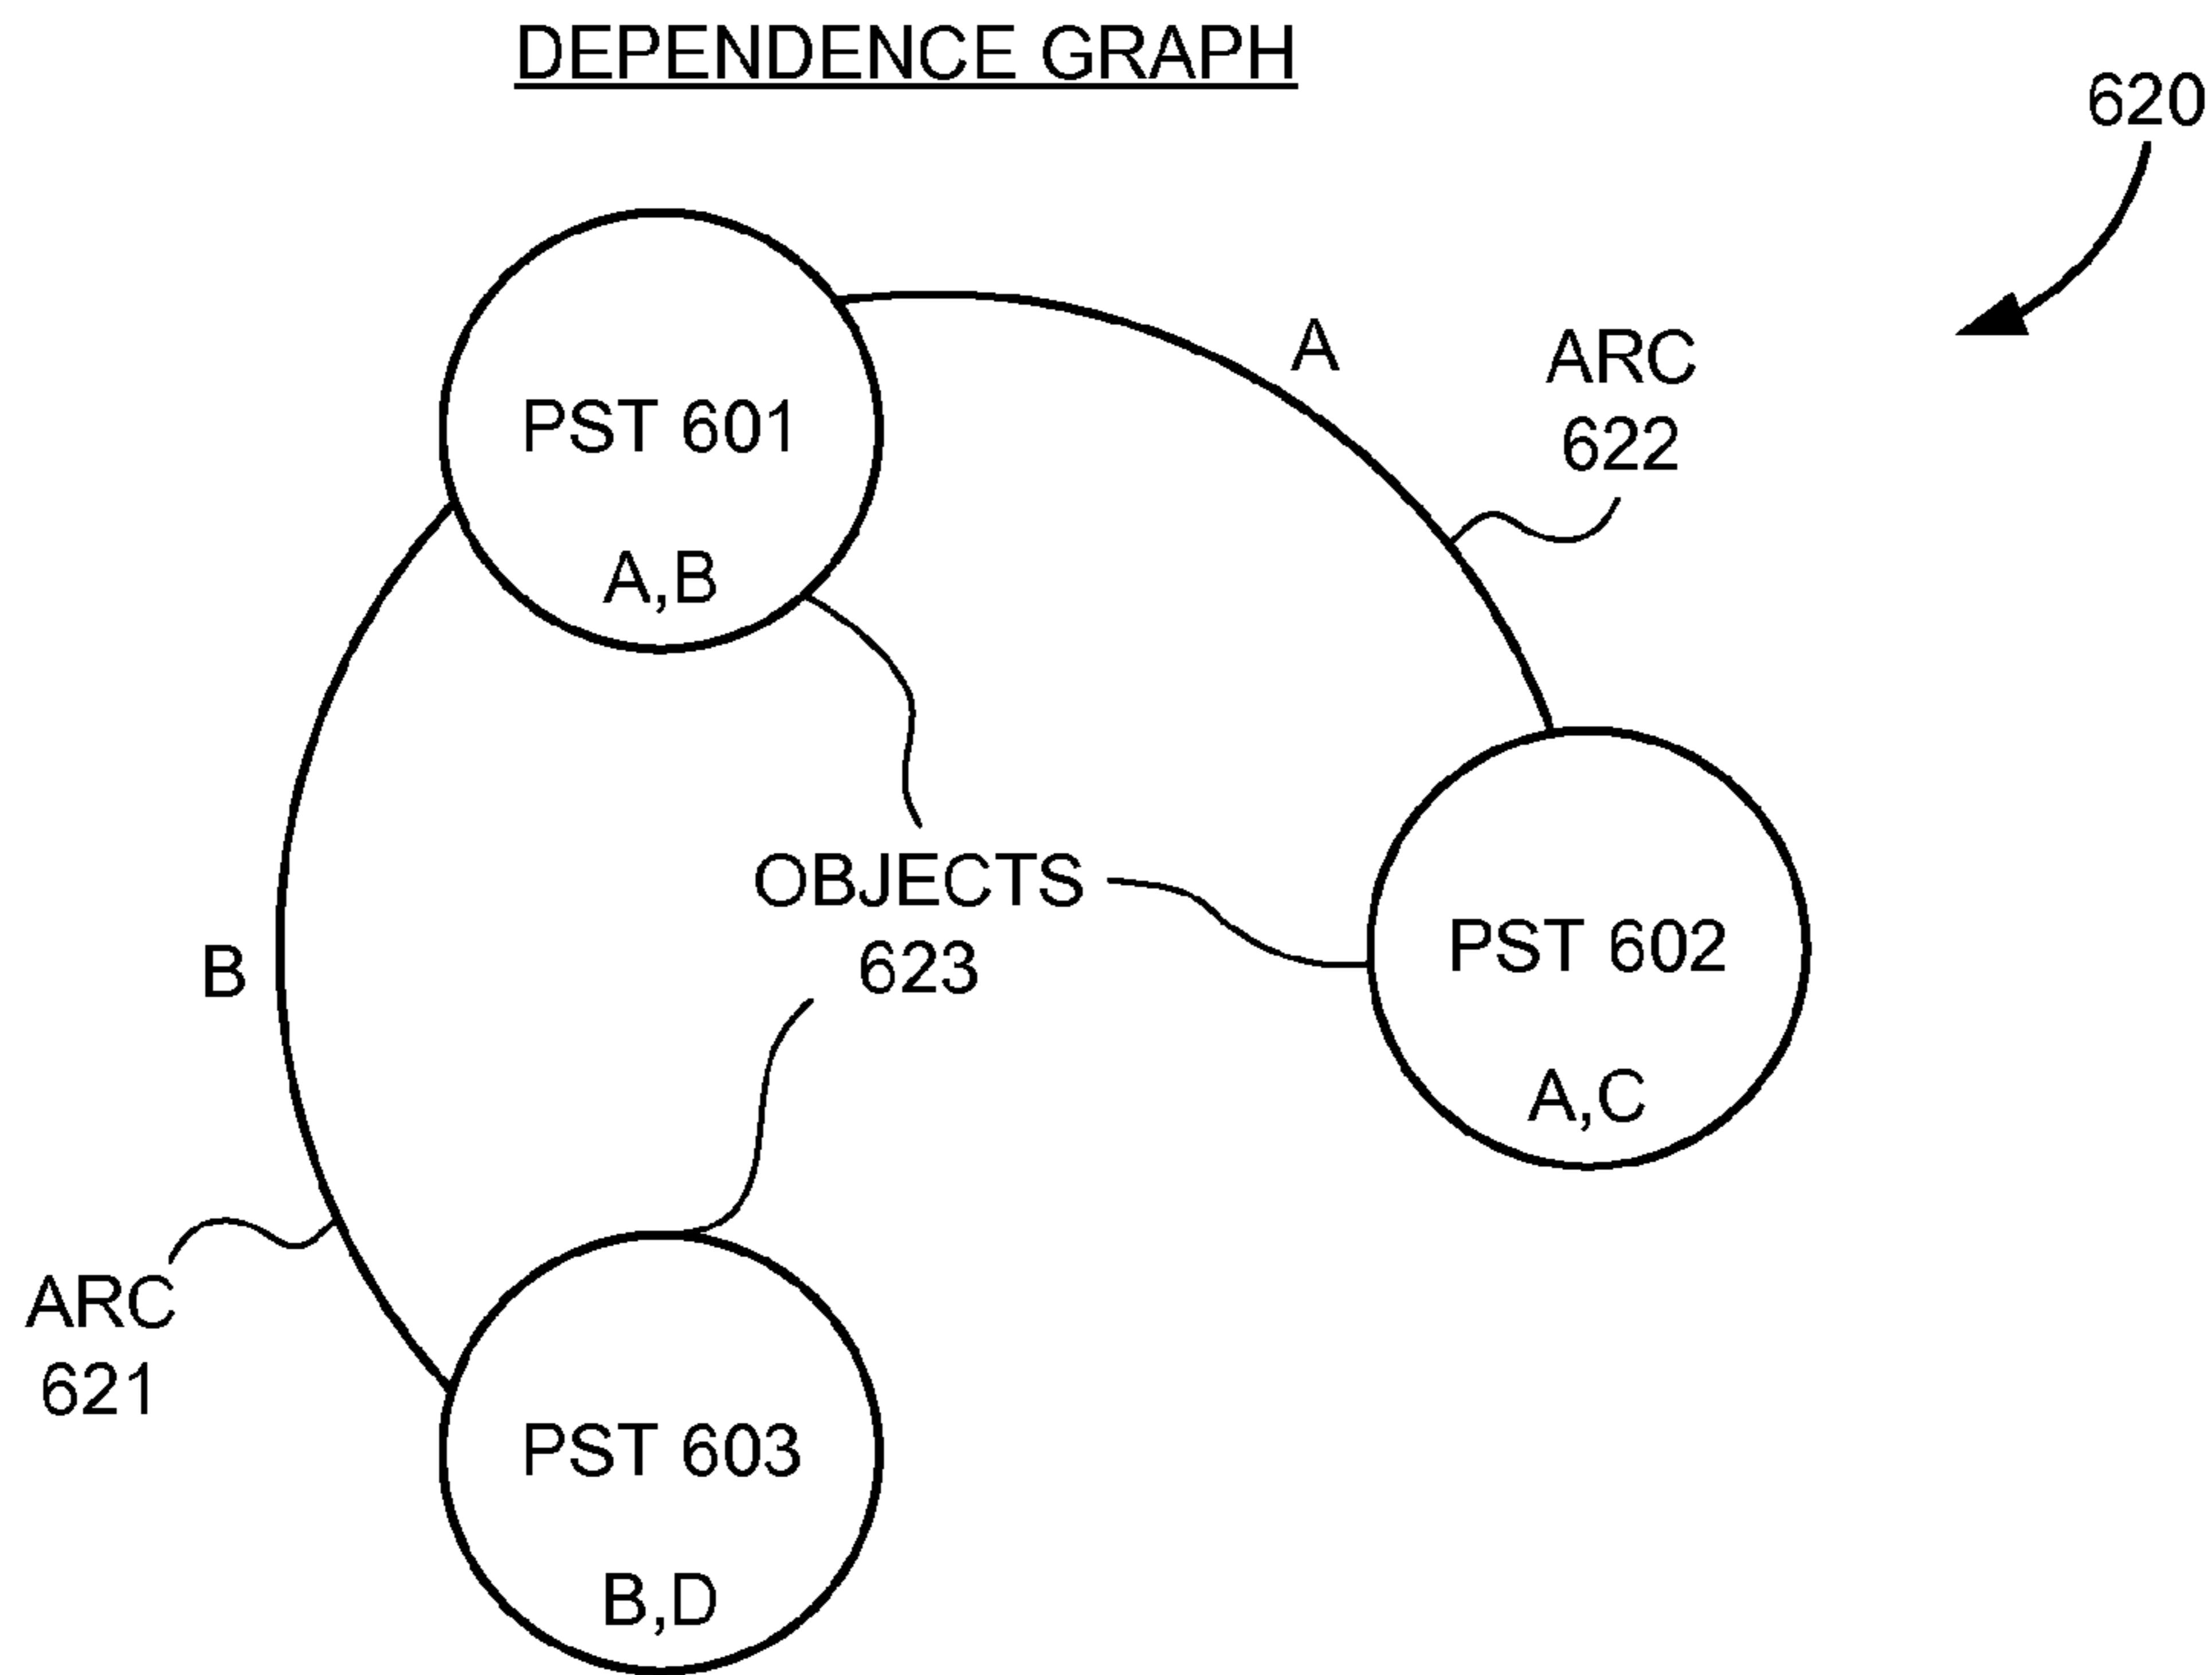 DEPENDENCE GRAPH
620
A
ARC
622
PST 601
A,B
OBJECTS
623
PST 602
A,C
B
ARC
621
PST 603
B,D